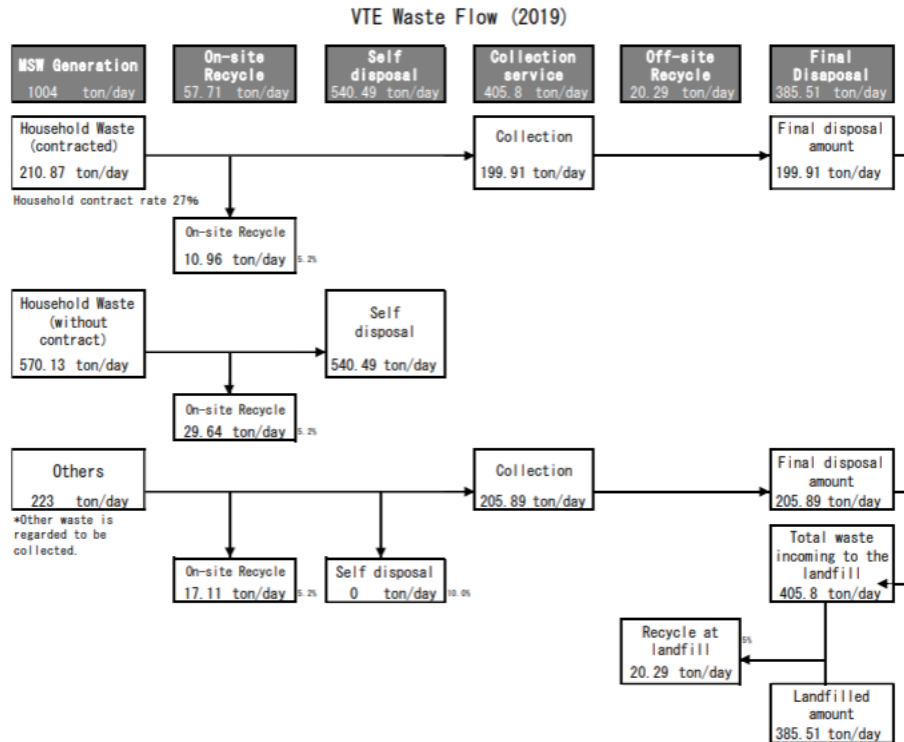 VTE Waste Flow (2019)
MSW Generation
1004 ton/day
On-site
Recycle
57.71 ton/day
Self
disposal
540.49 ton/day
Collection
service
405.8 ton/day
Off-site
Recycle
20.29 ton/day
Final
Disaposal
385.51 ton/day
Household Waste
(contracted)
210.87 ton/day
Collection
199.91 ton/day
Final disposal
amount
199.91 ton/day
Household contract rate 27%
On-site Recycle
10.96 ton/day
5.2%
Household Waste
(without
contract)
570.13 ton/day
Self
disposal
540.49 ton/day
On-site Recycle
29.64 ton/day
5.2%
Others
223 ton/day
Collection
205.89 ton/day
Final disposal
amount
205.89 ton/day
*Other waste is
regarded to be
collected.
On-site Recycle
17.11 ton/day
5.2%
Self disposal
0 ton/day
10.0%
Total waste
incoming to the
landfill
405.8 ton/day
Recycle at
landfill
20.29 ton/day
5%
Landfilled
amount
385.51 ton/day